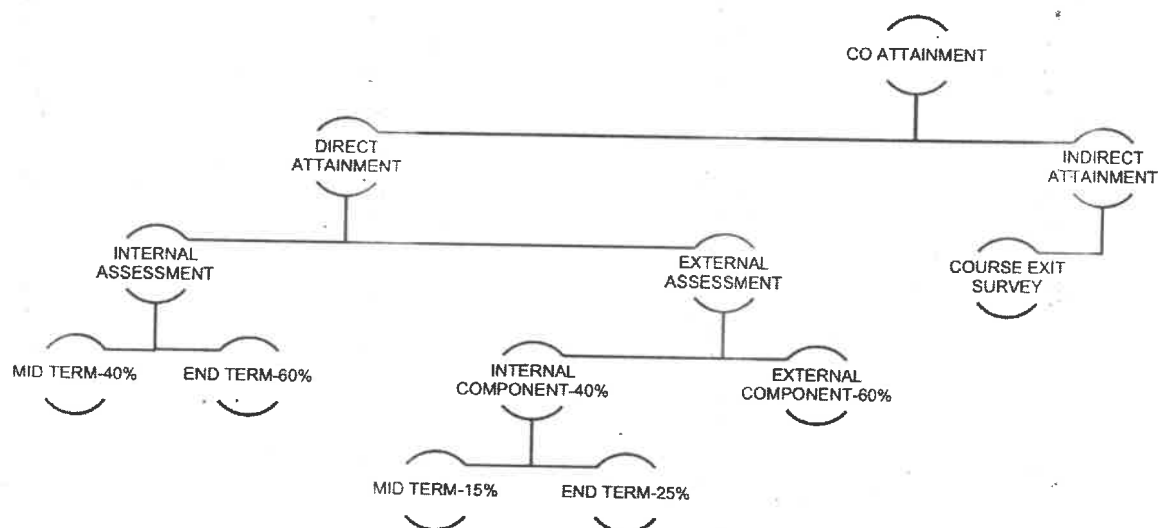 CO ATTAINMENT
DIRECT
ATTAINMENT
INDIRECT
ATTAINMENT
INTERNAL
ASSESSMENT
EXTERNAL
ASSESSMENT
COURSE EXIT
SURVEY
MID TERM-40%
END TERM-60%
INTERNAL
COMPONENT-40%
EXTERNAL
COMPONENT-60%
MID TERM-15%
END TERM-25%